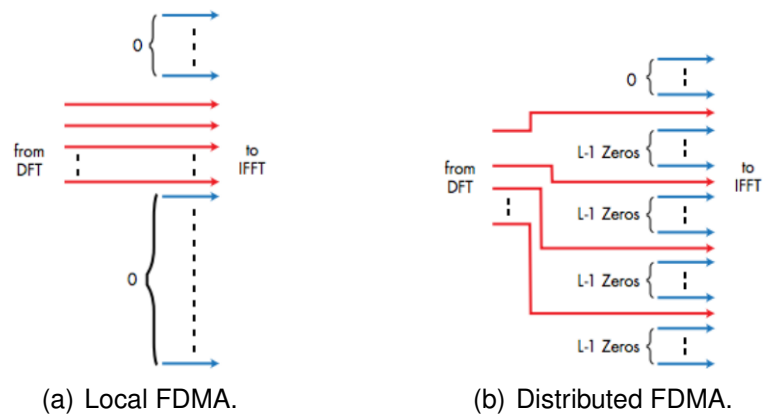 0
from
DFT
to
IFFT
0
(a) Local FDMA.
0
L-1 Zeros
from
DFT
to
IFFT
L-1 Zeros
L-1 Zeros
L-1 Zeros
(b) Distributed FDMA.